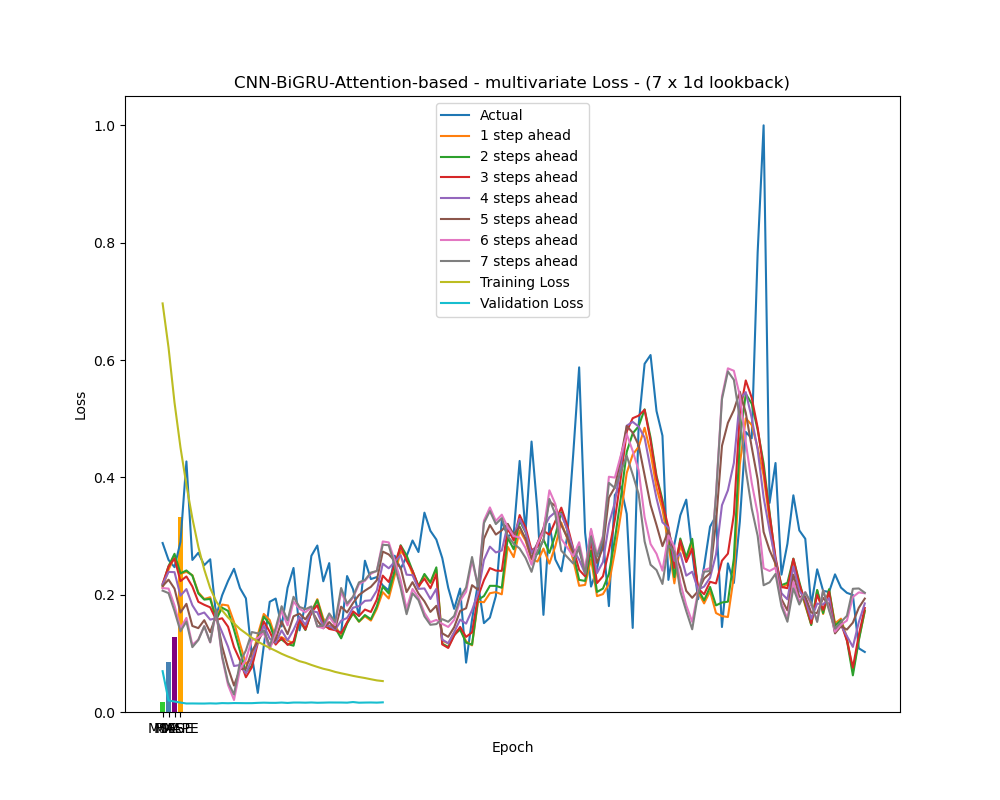 CNN-BiGRU-Attention-based - multivariate Loss - (7 x 1d lookback)
1.0
0.8
0.6
0.4
0.2
0.0
Loss
Actual
1 step ahead
2 steps ahead
3 steps ahead
4 steps ahead
5 steps ahead
6 steps ahead
7 steps ahead
Training Loss
Validation Loss
Epoch